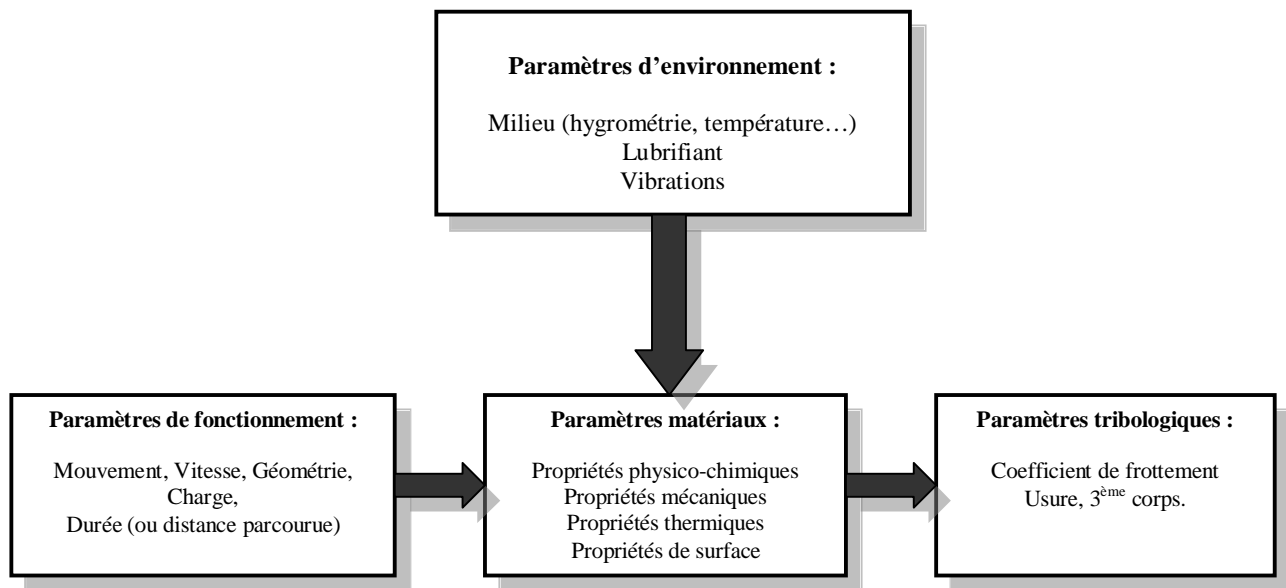 Paramètres d’environnement :
Milieu (hygrométrie, température…)
Lubrifiant
Vibrations
Paramètres de fonctionnement :
Mouvement, Vitesse, Géométrie,
Charge,
Durée (ou distance parcourue)
Paramètres matériaux :
Propriétés physico-chimiques
Propriétés mécaniques
Propriétés thermiques
Propriétés de surface
Paramètres tribologiques :
Coefficient de frottement
Usure, 3ème corps.